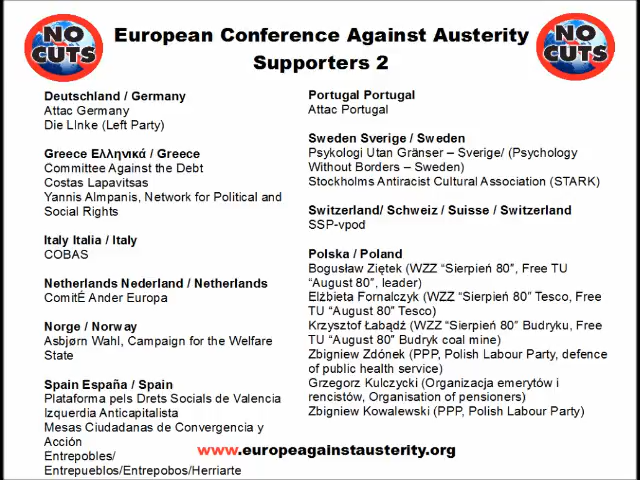 NO
CUTS
European Conference Against Austerity
Supporters 2
NO
CUTS
Deutschland / Germany
Attac Germany
Die LInke (Left Party)
Greece Ελληνικά / Greece
Committee Against the Debt
Costas Lapavitsas
Yannis Almpanis, Network for Political and
Social Rights
Italy Italia / Italy
COBAS
Netherlands Nederland / Netherlands
ComitÉ Ander Europa
Norge / Norway
Asbjørn Wahl, Campaign for the Welfare
State
Spain España / Spain
Plataforma pels Drets Socials de Valencia
Izquerdia Anticapitalista
Mesas Ciudadanas de Convergencia y
Acción
Entrepobles/
Entrepueblos/Entrepobos/Herriarte
Portugal Portugal
Attac Portugal
Sweden Sverige / Sweden
Psykologi Utan Gränser – Sverige/ (Psychology
Without Borders – Sweden)
Stockholms Antiracist Cultural Association (STARK)
Switzerland/ Schweiz / Suisse / Switzerland
SSP-vpod
Polska / Poland
Bogusław Ziętek (WZZ “Sierpień 80″, Free TU
“August 80″, leader)
Elżbieta Fornalczyk (WZZ “Sierpień 80″ Tesco, Free
TU “August 80″ Tesco)
Krzysztof Łabądź (WZZ “Sierpień 80″ Budryku, Free
TU “August 80″ Budryk coal mine)
Zbigniew Zdónek (PPP, Polish Labour Party, defence
of public health service)
Grzegorz Kulczycki (Organizacja emerytów i
rencistów, Organisation of pensioners)
Zbigniew Kowalewski (PPP, Polish Labour Party)
www.europeagainstausterity.org